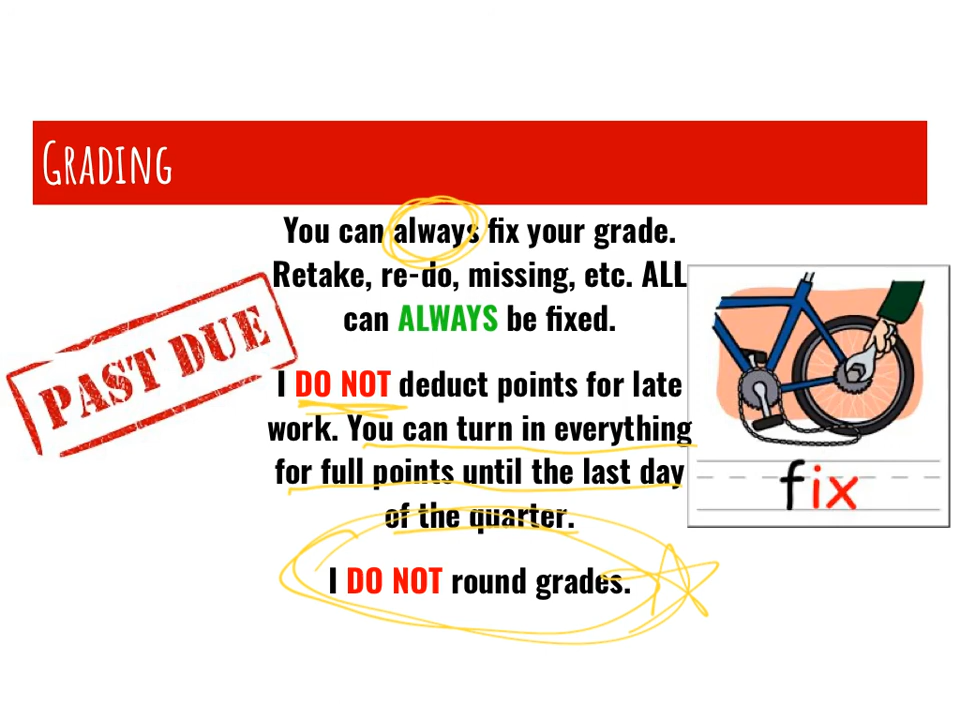 GRADING
You can always fix your grade.
Retake, re-do, missing, etc. ALL
can ALWAYS be fixed.
PAST DUE
I DO NOT deduct points for late
work. You can turn in everything
for full points until the last day
of the quarter.
fix
I DO NOT round grades.